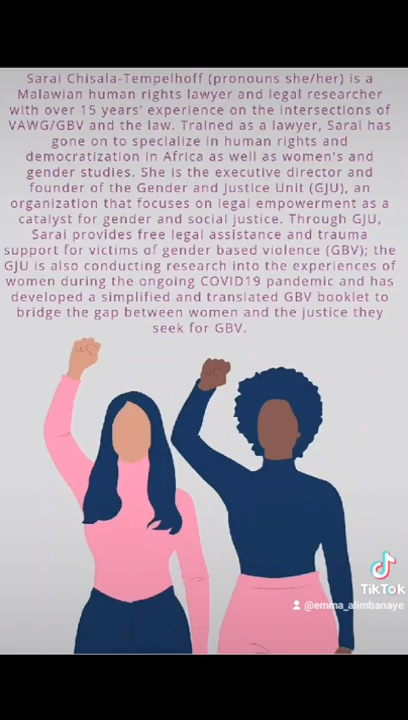 Sarai Chisala-Tempelhoff (pronouns she/her) is a
Malawian human rights lawyer and legal researcher
with over 15 years' experience on the intersections of
VAWG/GBV and the law. Trained as a lawyer, Sarai has
gone on to specialize in human rights and
democratization in Africa as well as women's and
gender studies. She is the executive director and
founder of the Gender and Justice Unit (GJU), an
organization that focuses on legal empowerment as a
catalyst for gender and social justice. Through GJU,
Sarai provides free legal assistance and trauma
support for victims of gender based violence (GBV); the
GJU is also conducting research into the experiences of
women during the ongoing COVID19 pandemic and has
developed a simplified and translated GBV booklet to
bridge the gap between women and the justice they
seek for GBV.
TikTok
@emma_alimbanaye